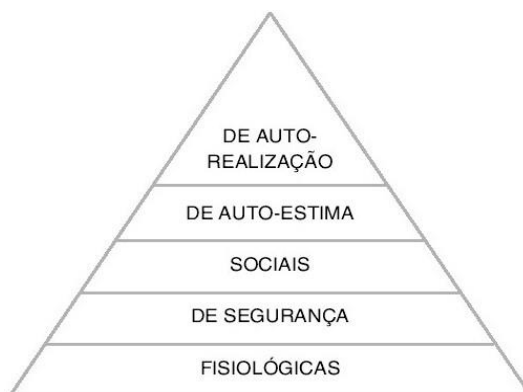 DE AUTO-
REALIZAÇÃO
DE AUTO-ESTIMA
SOCIAIS
DE SEGURANÇA
FISIOLÓGICAS